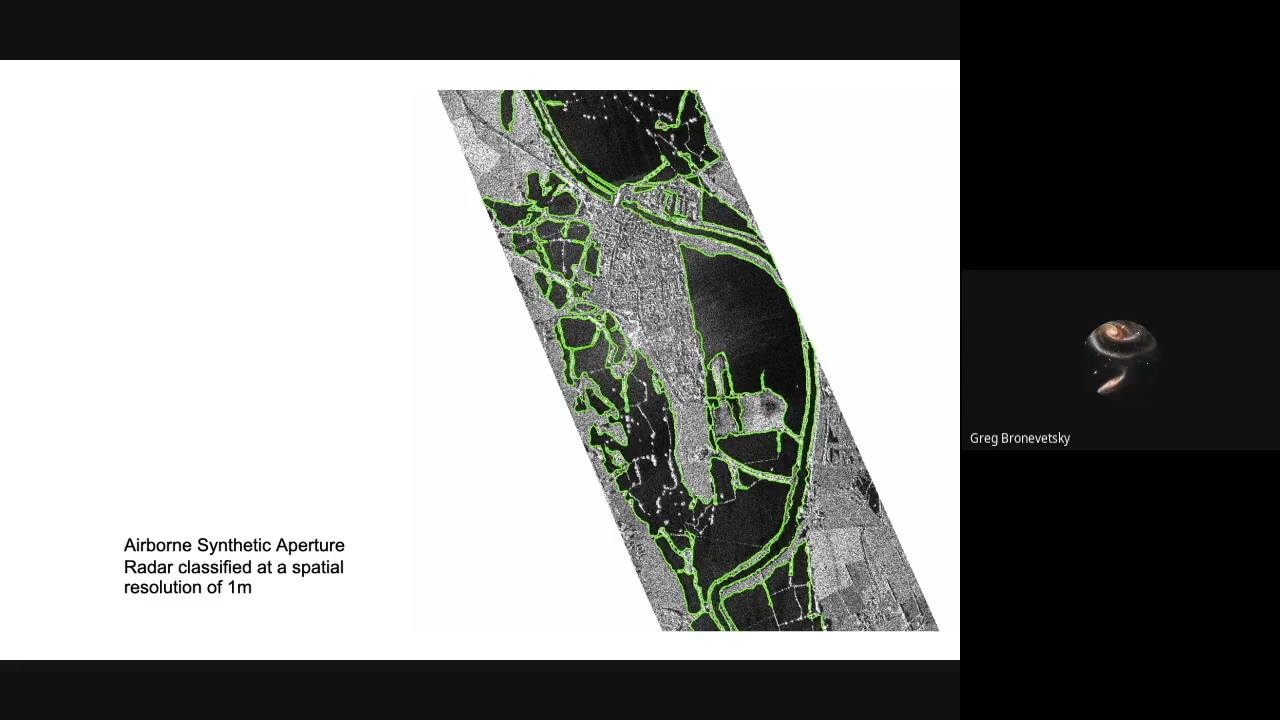 Airborne Synthetic Aperture
Radar classified at a spatial
resolution of 1m
Greg Bronevetsky